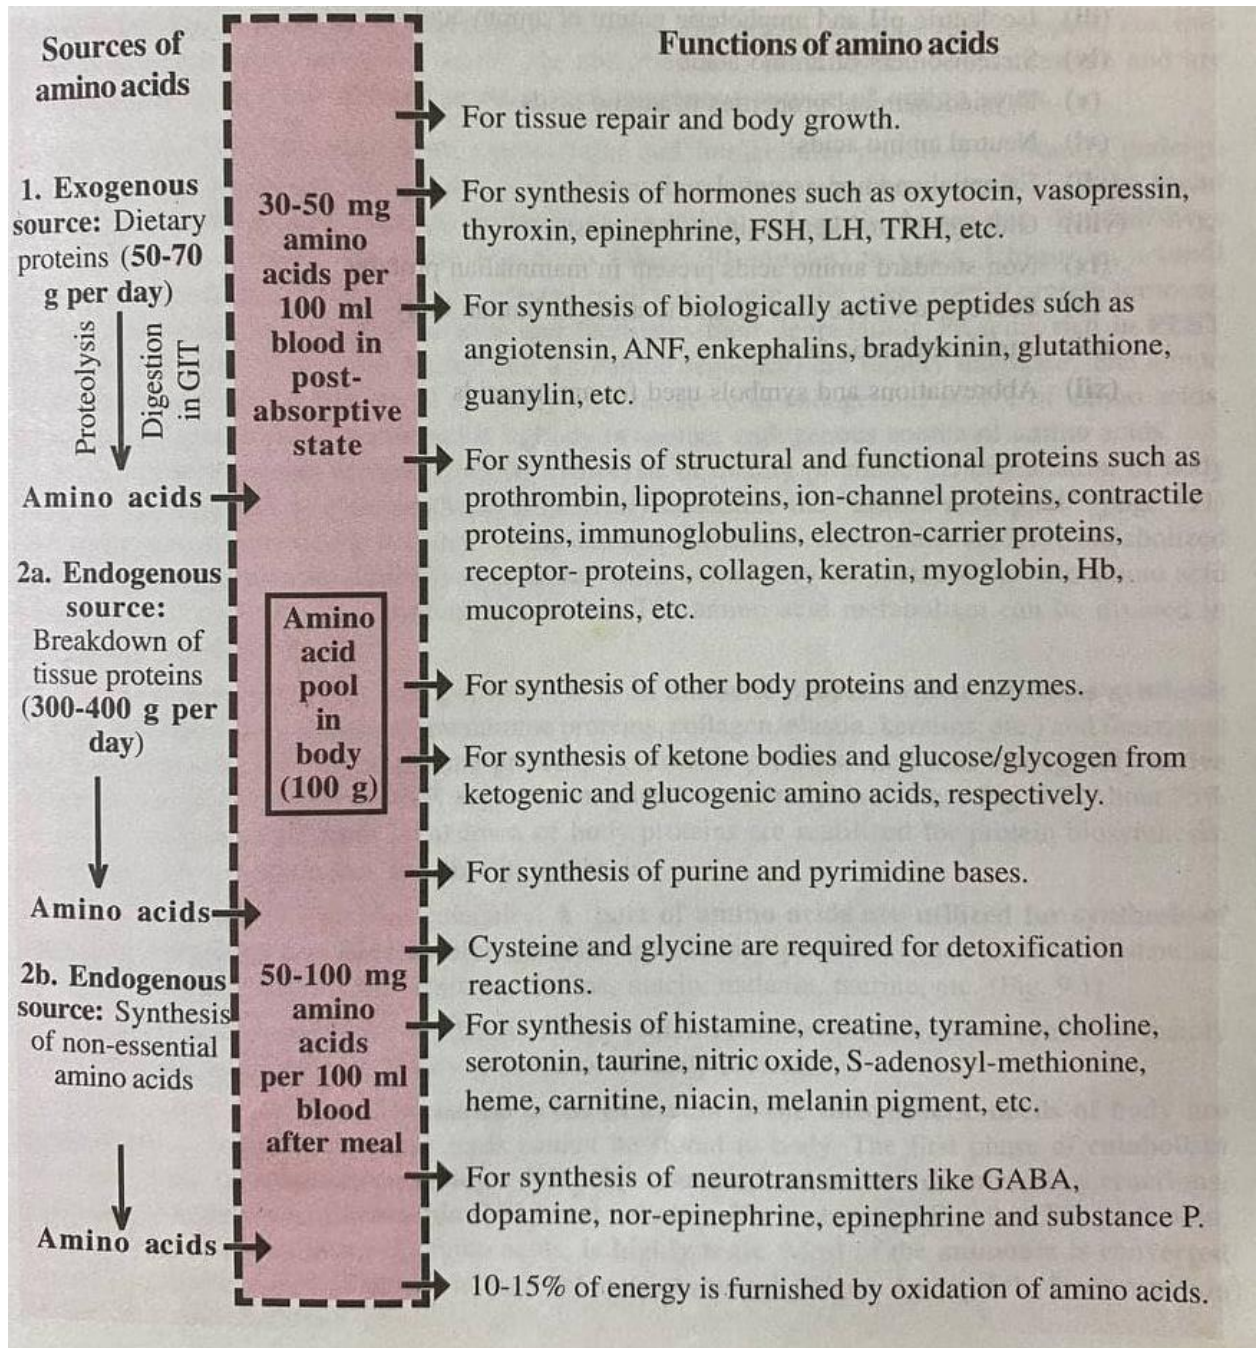 Sources of
amino acids
1. Exogenous
source: Dietary
proteins (50-70
g per day)
Proteolysis
Digestion
in GIT
Amino acids
2a. Endogenous
source:
Breakdown of
tissue proteins
(300-400 g per
day)
Amino acids
2b. Endogenous
source: Synthesis
of non-essential
amino acids
Amino acids
30-50 mg
amino
acids per
100 ml
blood in
post-
absorptive
state
Amino
acid
pool
in
body
(100 g)
50-100 mg
amino
acids
per 100 ml
blood
after meal
Functions of amino acids
For tissue repair and body growth.
For synthesis of hormones such as oxytocin, vasopressin,
thyroxin, epinephrine, FSH, LH, TRH, etc.
For synthesis of biologically active peptides such as
angiotensin, ANF, enkephalins, bradykinin, glutathione,
guanylin, etc.
For synthesis of structural and functional proteins such as
prothrombin, lipoproteins, ion-channel proteins, contractile
proteins, immunoglobulins, electron-carrier proteins,
receptor- proteins, collagen, keratin, myoglobin, Hb,
mucoproteins, etc.
For synthesis of other body proteins and enzymes.
For synthesis of ketone bodies and glucose/glycogen from
ketogenic and glucogenic amino acids, respectively.
For synthesis of purine and pyrimidine bases.
Cysteine and glycine are required for detoxification
reactions.
For synthesis of histamine, creatine, tyramine, choline,
serotonin, taurine, nitric oxide, S-adenosyl-methionine,
heme, carnitine, niacin, melanin pigment, etc.
For synthesis of neurotransmitters like GABA,
dopamine, nor-epinephrine, epinephrine and substance P.
10-15% of energy is furnished by oxidation of amino acids.